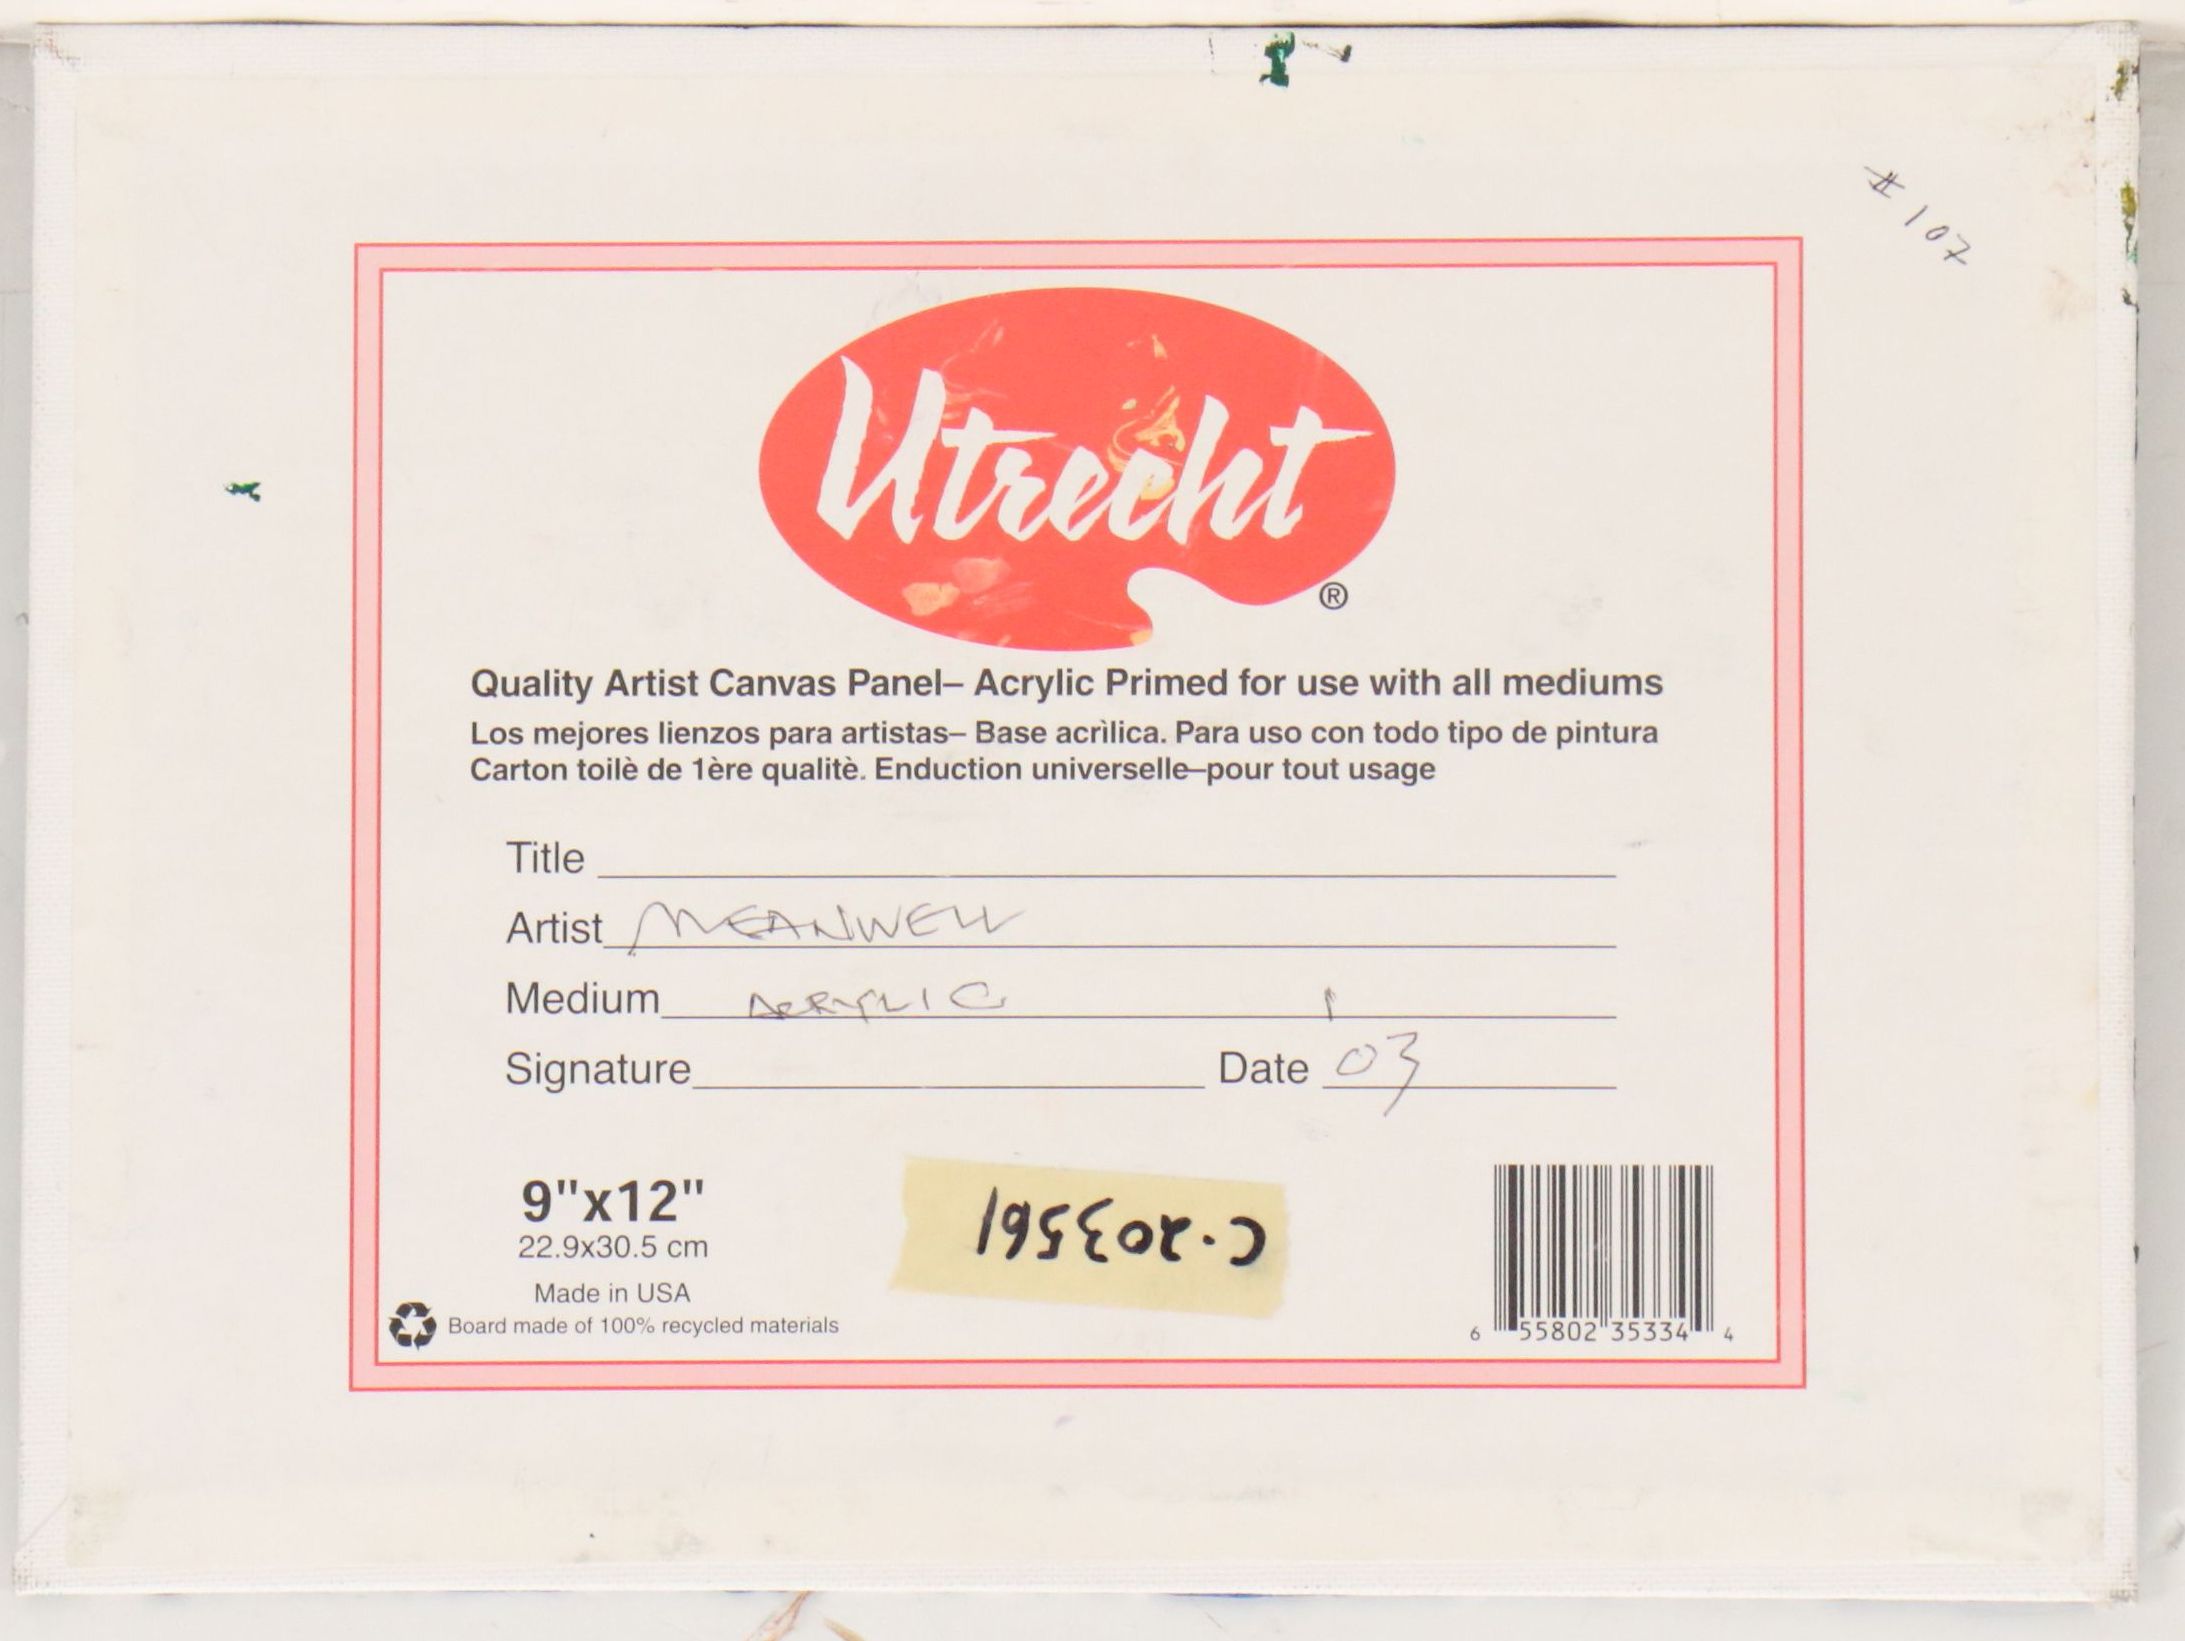 # 107
Utrecht
®
Quality Artist Canvas Panel– Acrylic Primed for use with all mediums
Los mejores lienzos para artistas– Base acrìlica. Para uso con todo tipo de pintura
Carton toilè de 1ère qualitè. Enduction universelle–pour tout usage
Title
Artist MEANWELL
Medium ACRYLIC
Signature Date 03
9"x12"
22.9x30.5 cm
Made in USA
Board made of 100% recycled materials
C·203561
6 55802 35334 4